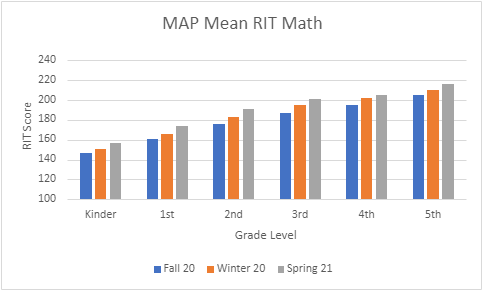 MAP Mean RIT Math
240
220
200
180
160
140
120
100
RIT Score
Kinder 1st 2nd 3rd 4th 5th
Grade Level
Fall 20 Winter 20 Spring 21